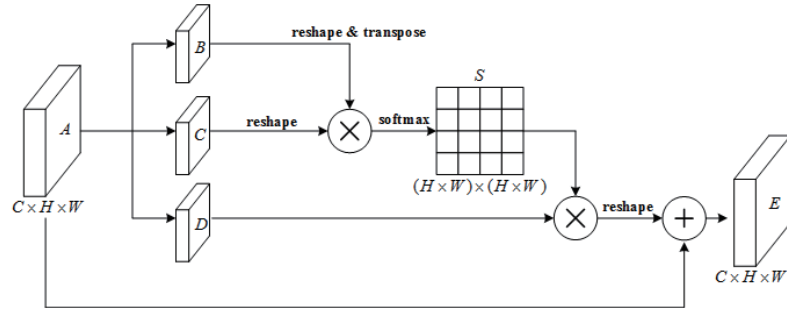 B
reshape & transpose
S
A
C
reshape
softmax
(H×W)×(H×W)
C×H×W
D
reshape
E
C×H×W